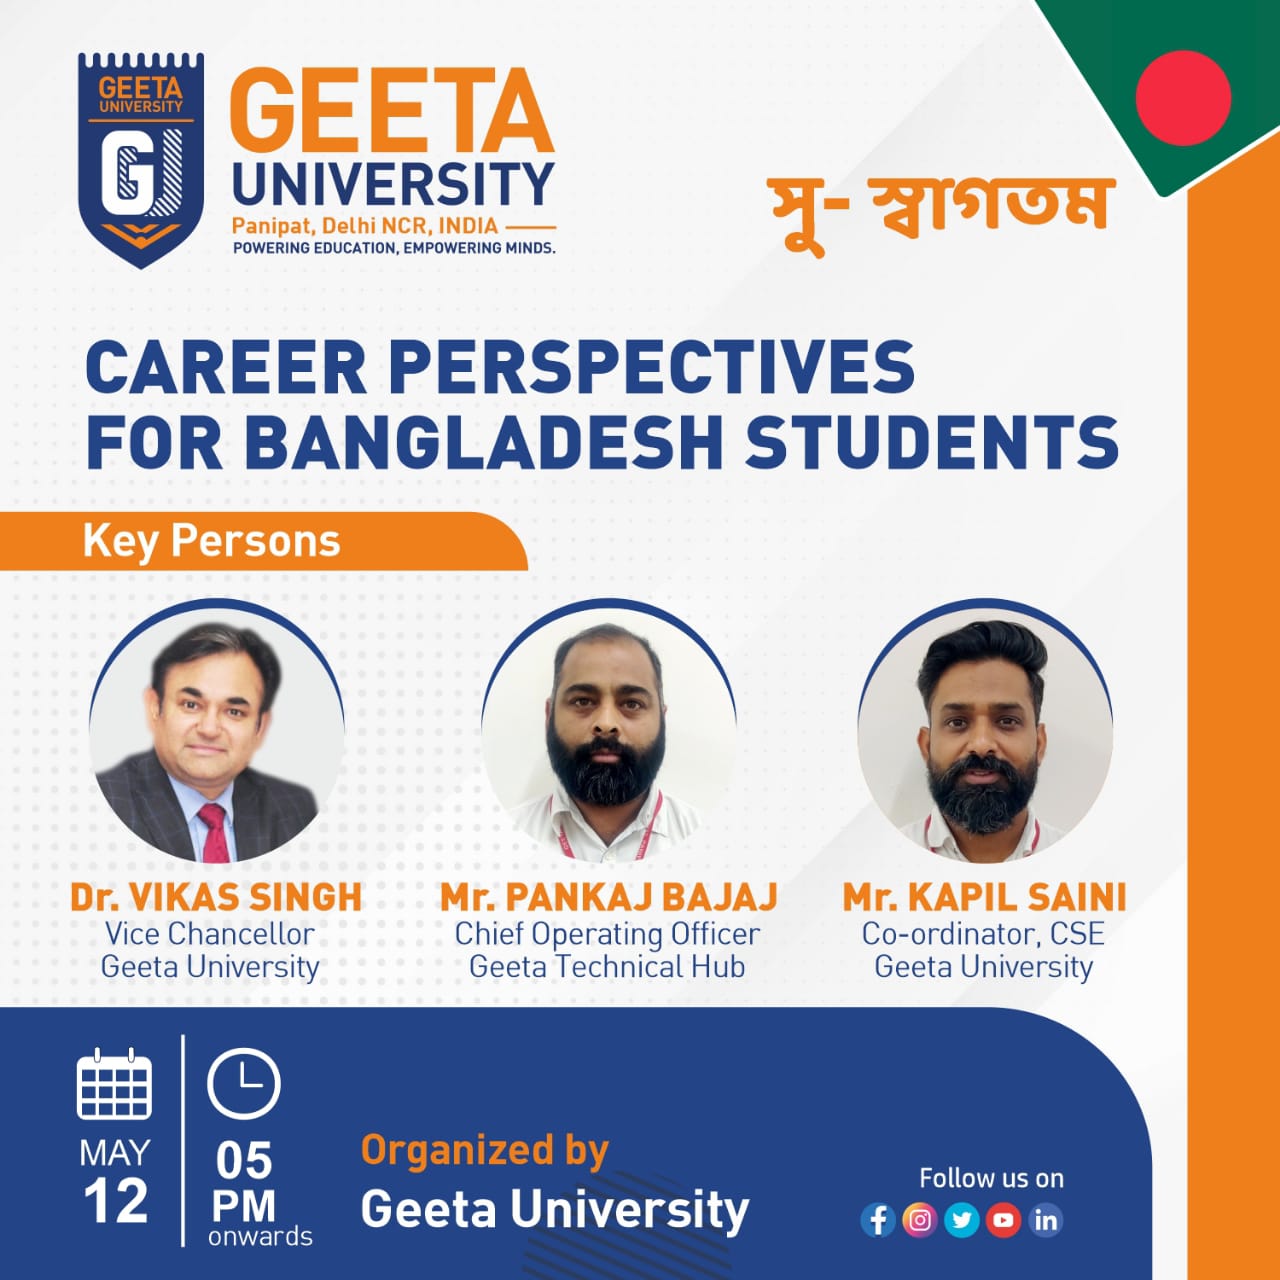 GEETA
UNIVERSITY
GU
GEETA
UNIVERSITY
Panipat, Delhi NCR, INDIA
POWERING EDUCATION, EMPOWERING MINDS.
সু- স্বাগতম
CAREER PERSPECTIVES
FOR BANGLADESH STUDENTS
Key Persons
Dr. VIKAS SINGH
Vice Chancellor
Geeta University
Mr. PANKAJ BAJAJ
Chief Operating Officer
Geeta Technical Hub
Mr. KAPIL SAINI
Co-ordinator, CSE
Geeta University
MAY
12
05
PM
onwards
Organized by
Geeta University
Follow us on